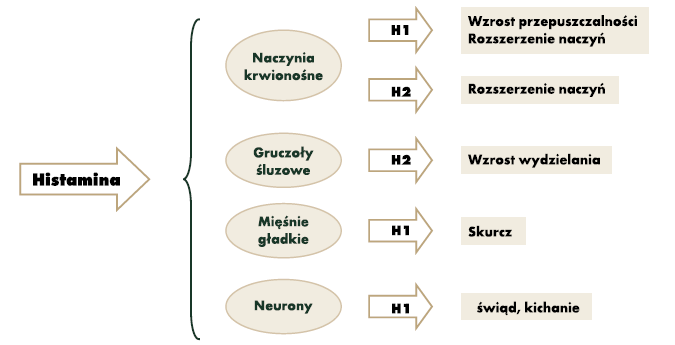 Histamina
Naczynia
krwionośne
H1
Wzrost przepuszczalności
Rozszerzenie naczyń
H2
Rozszerzenie naczyń
Gruczoły
śluzowe
H2
Wzrost wydzielania
Mięśnie
gładkie
H1
Skurcz
Neurony
H1
świąd, kichanie